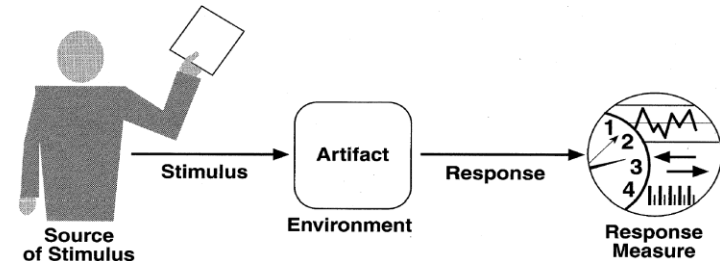 Source
of Stimulus
Stimulus
Artifact
Environment
Response
1
2
3
4
Response
Measure